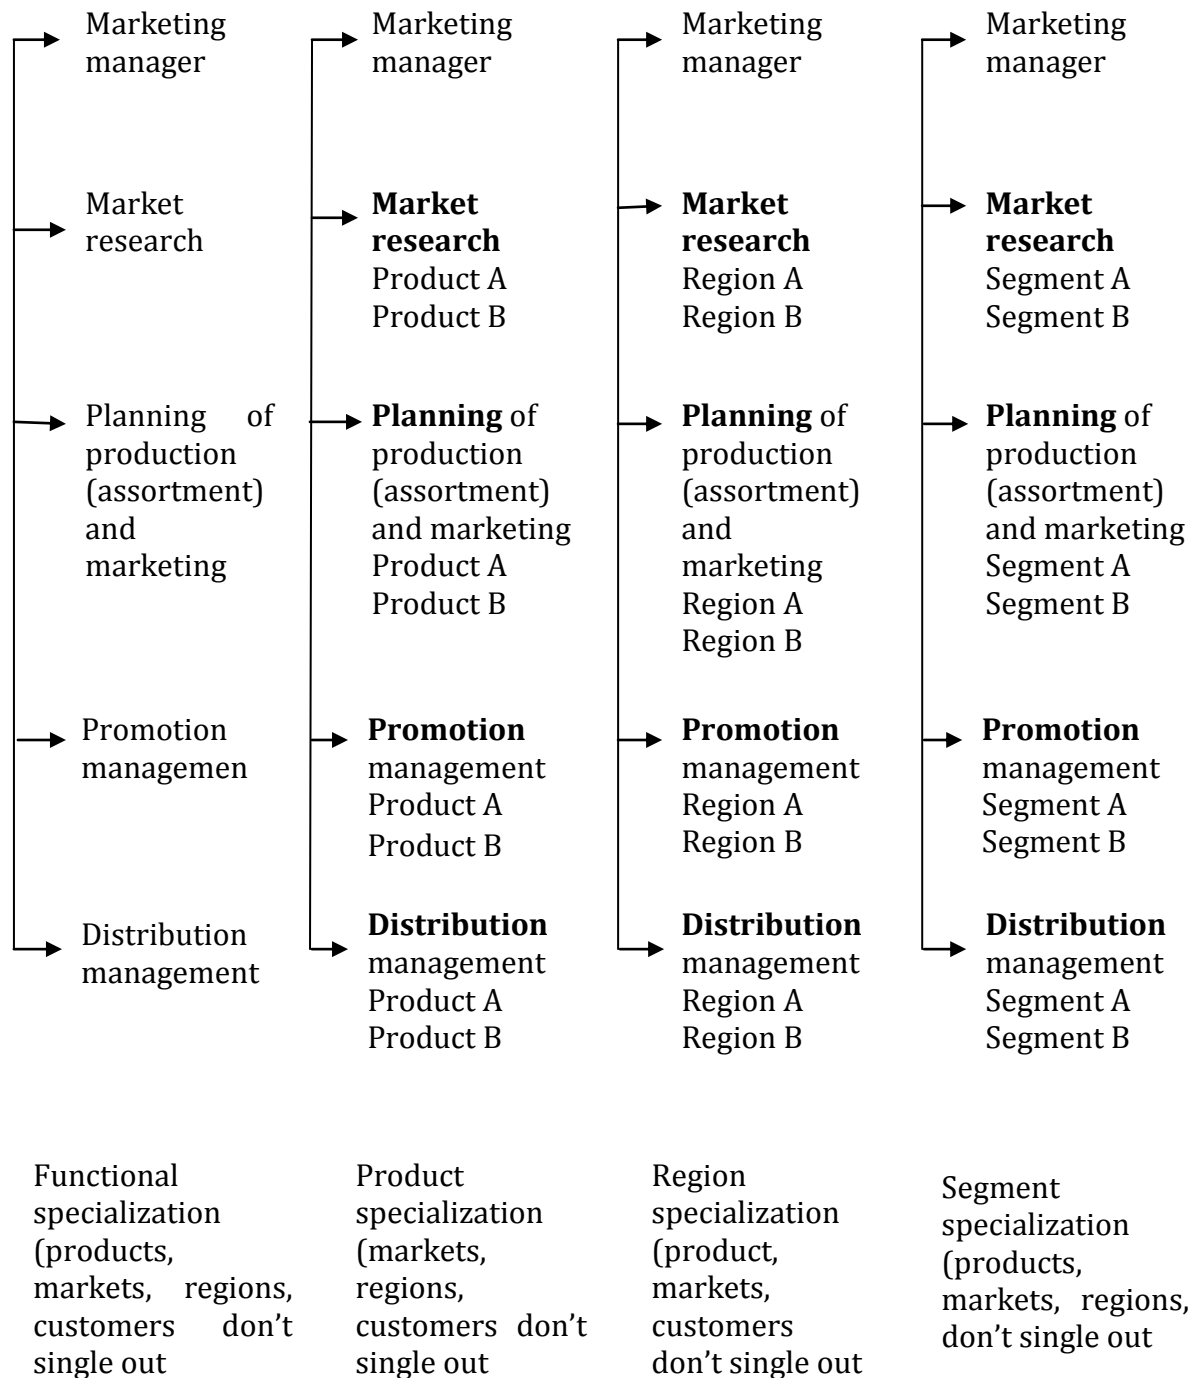 Marketing
manager
Market
research
Planning of
production
(assortment)
and
marketing
Promotion
managemen
Distribution
management
Functional
specialization
(products,
markets, regions,
customers don’t
single out
Marketing
manager
Market
research
Product A
Product B
Planning of
production
(assortment)
and marketing
Product A
Product B
Promotion
management
Product A
Product B
Distribution
management
Product A
Product B
Product
specialization
(markets,
regions,
customers don’t
single out
Marketing
manager
Market
research
Region A
Region B
Planning of
production
(assortment)
and
marketing
Region A
Region B
Promotion
management
Region A
Region B
Distribution
management
Region A
Region B
Region
specialization
(product,
markets,
customers
don’t single out
Marketing
manager
Market
research
Segment A
Segment B
Planning of
production
(assortment)
and marketing
Segment A
Segment B
Promotion
management
Segment A
Segment B
Distribution
management
Segment A
Segment B
Segment
specialization
(products,
markets, regions,
don’t single out